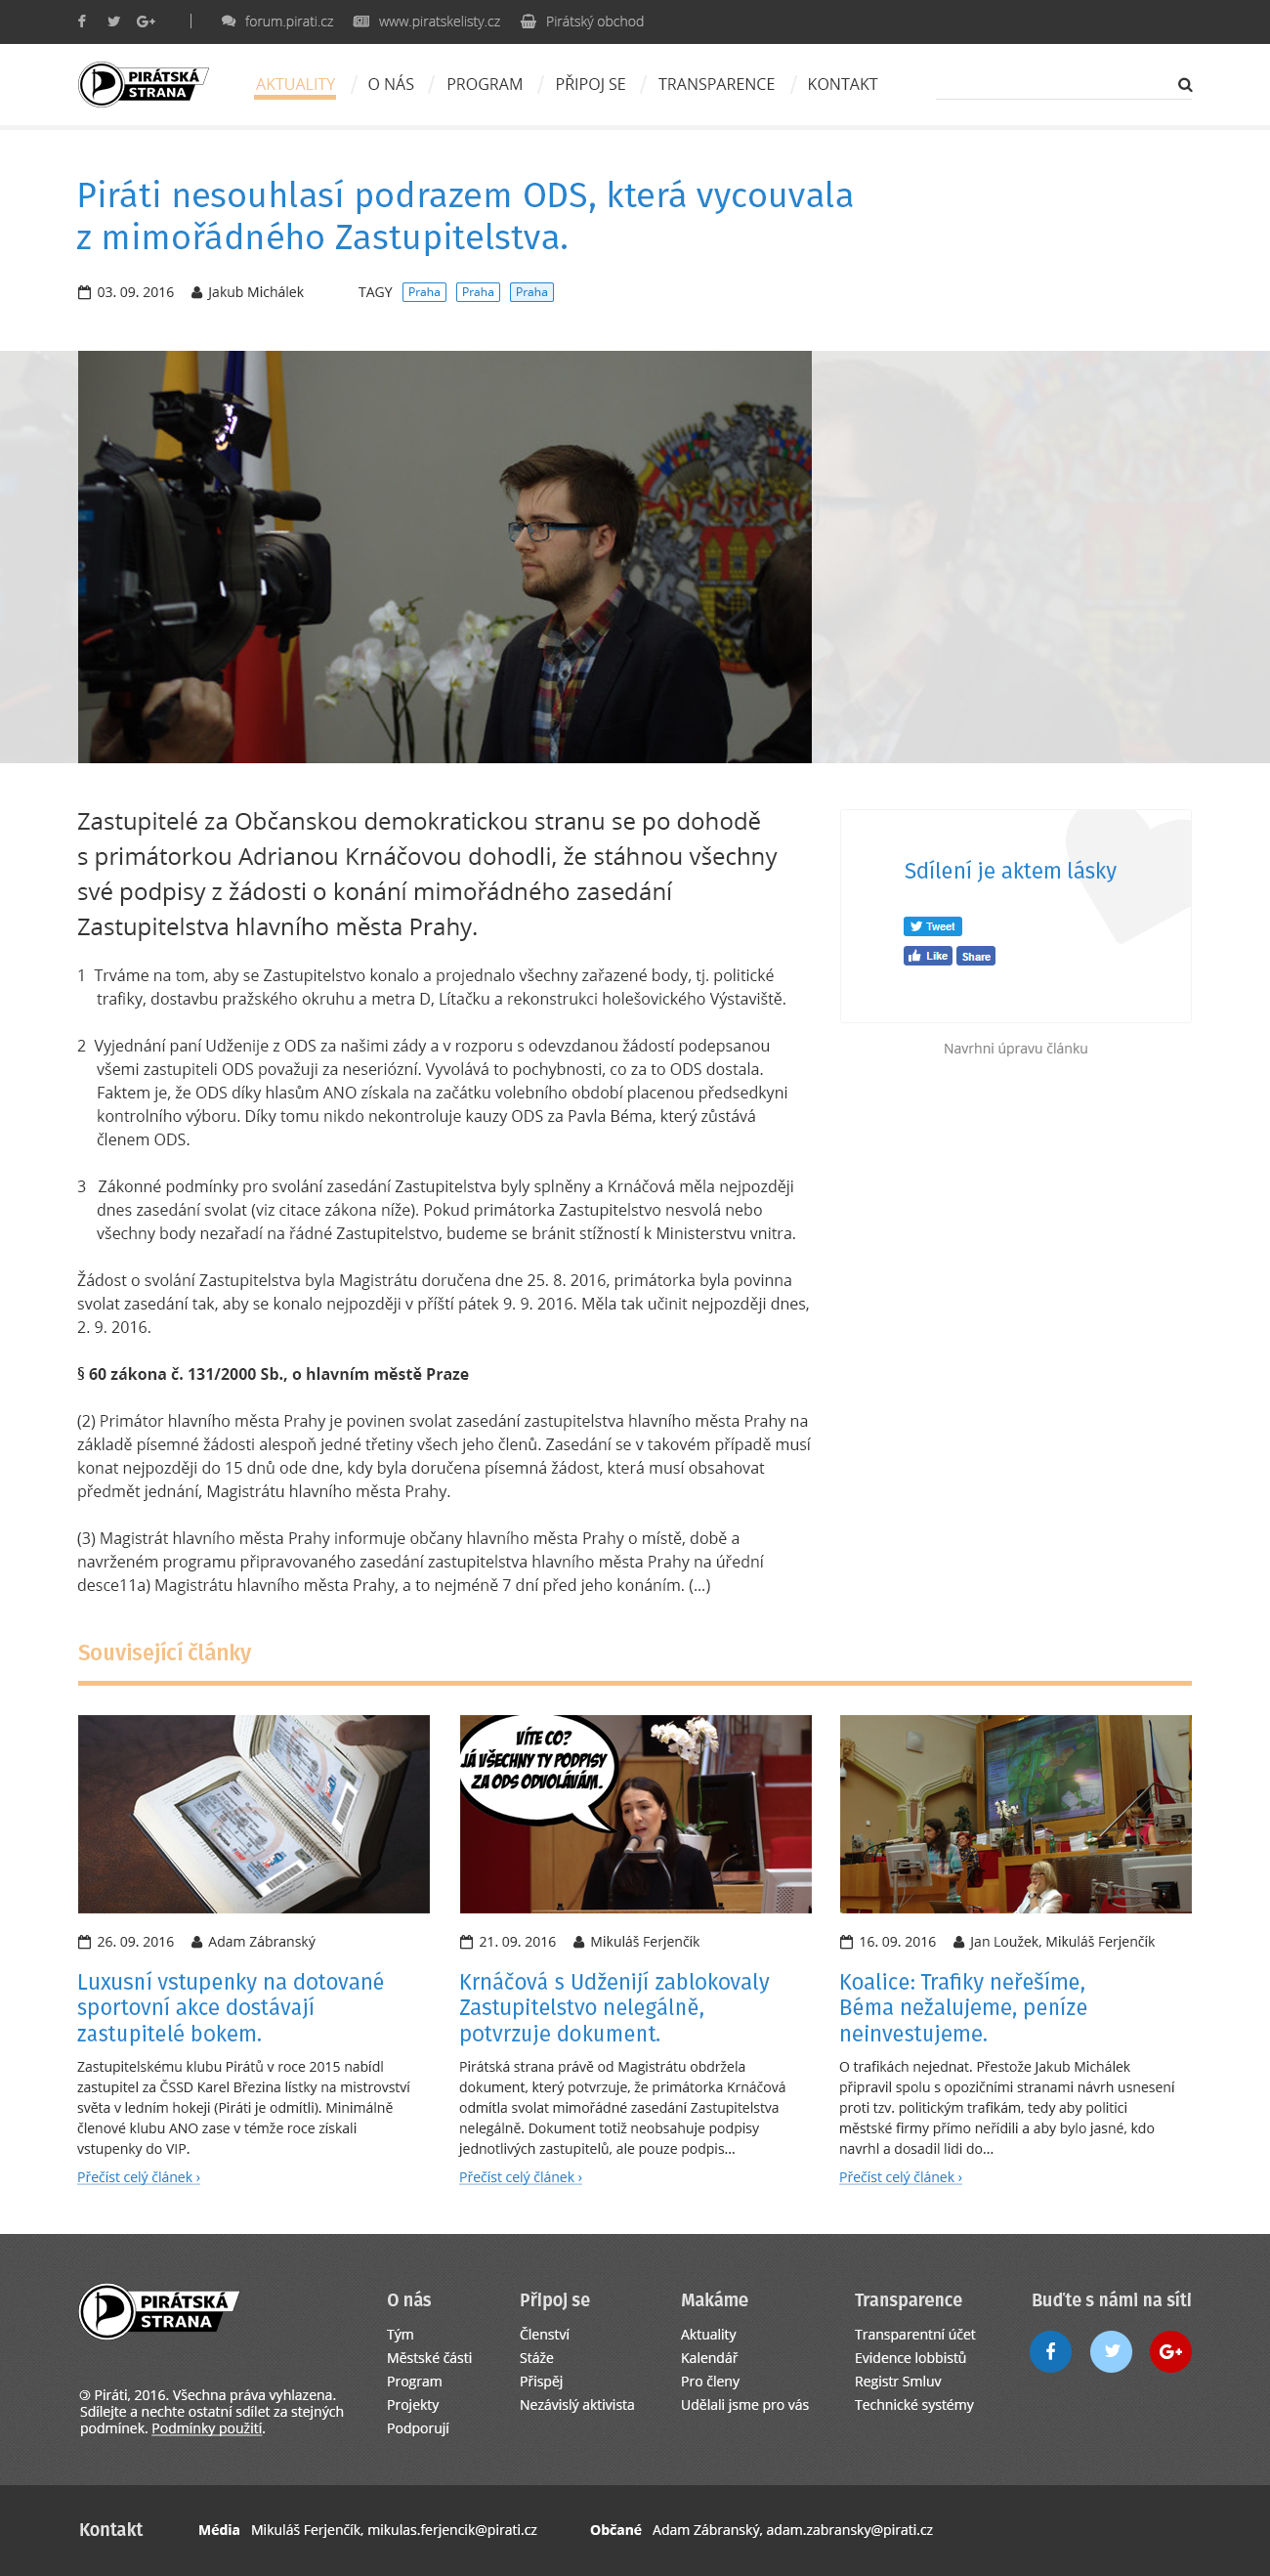 forum.pirati.cz www.piratskelisty.cz Pirátský obchod
PIRÁTSKÁ STRANA
AKTUALITY / O NÁS / PROGRAM / PŘIPOJ SE / TRANSPARENCE / KONTAKT
Piráti nesouhlasí podrazem ODS, která vycouvala
z mimořádného Zastupitelstva.
03. 09. 2016 Jakub Michálek TAGY Praha Praha Praha
Zastupitelé za Občanskou demokratickou stranu se po dohodě
s primátorkou Adrianou Krnáčovou dohodli, že stáhnou všechny
své podpisy z žádosti o konání mimořádného zasedání
Zastupitelstva hlavního města Prahy.
1 Trváme na tom, aby se Zastupitelstvo konalo a projednalo všechny zařazené body, tj. politické
trafiky, dostavbu pražského okruhu a metra D, Lítačku a rekonstrukci holešovického Výstaviště.
2 Vyjednání paní Udženije z ODS za našimi zády a v rozporu s odevzdanou žádostí podepsanou
všemi zastupiteli ODS považuji za neseriózní. Vyvolává to pochybnosti, co za to ODS dostala.
Faktem je, že ODS díky hlasům ANO získala na začátku volebního období placenou předsedkyni
kontrolního výboru. Díky tomu nikdo nekontroluje kauzy ODS za Pavla Béma, který zůstává
členem ODS.
3 Zákonné podmínky pro svolání zasedání Zastupitelstva byly splněny a Krnáčová měla nejpozději
dnes zasedání svolat (viz citace zákona níže). Pokud primátorka Zastupitelstvo nesvolá nebo
všechny body nezařadí na řádné Zastupitelstvo, budeme se bránit stížností k Ministerstvu vnitra.
Žádost o svolání Zastupitelstva byla Magistrátu doručena dne 25. 8. 2016, primátorka byla povinna
svolat zasedání tak, aby se konalo nejpozději v příští pátek 9. 9. 2016. Měla tak učinit nejpozději dnes,
2. 9. 2016.
§ 60 zákona č. 131/2000 Sb., o hlavním městě Praze
(2) Primátor hlavního města Prahy je povinen svolat zasedání zastupitelstva hlavního města Prahy na
základě písemné žádosti alespoň jedné třetiny všech jeho členů. Zasedání se v takovém případě musí
konat nejpozději do 15 dnů ode dne, kdy byla doručena písemná žádost, která musí obsahovat
předmět jednání, Magistrátu hlavního města Prahy.
(3) Magistrát hlavního města Prahy informuje občany hlavního města Prahy o místě, době a
navrženém programu připravovaného zasedání zastupitelstva hlavního města Prahy na úřední
desce11a) Magistrátu hlavního města Prahy, a to nejméně 7 dní před jeho konáním. (...)
Sdílení je aktem lásky
Tweet
Like Share
Navrhni úpravu článku
Související články
VÍTE CO?
JÁ VŠECHNY TY PODPISY
ZA ODS ODVOLÁVÁM.
26. 09. 2016 Adam Zábranský
Luxusní vstupenky na dotované
sportovní akce dostávají
zastupitelé bokem.
Zastupitelskému klubu Pirátů v roce 2015 nabídl
zastupitel za ČSSD Karel Březina lístky na mistrovství
světa v ledním hokeji (Piráti je odmítli). Minimálně
členové klubu ANO zase v témže roce získali
vstupenky do VIP.
Přečíst celý článek ›
21. 09. 2016 Mikuláš Ferjenčík
Krnáčová s Udženijí zablokovaly
Zastupitelstvo nelegálně,
potvrzuje dokument.
Pirátská strana právě od Magistrátu obdržela
dokument, který potvrzuje, že primátorka Krnáčová
odmítla svolat mimořádné zasedání Zastupitelstva
nelegálně. Dokument totiž neobsahuje podpisy
jednotlivých zastupitelů, ale pouze podpis...
Přečíst celý článek ›
16. 09. 2016 Jan Loužek, Mikuláš Ferjenčík
Koalice: Trafiky neřešíme,
Béma nežalujeme, peníze
neinvestujeme.
O trafikách nejednat. Přestože Jakub Michálek
připravil spolu s opozičními stranami návrh usnesení
proti tzv. politickým trafikám, tedy aby politici
městské firmy přímo neřídili a aby bylo jasné, kdo
navrhl a dosadil lidi do...
Přečíst celý článek ›
PIRÁTSKÁ STRANA
Piráti, 2016. Všechna práva vyhlazena.
Sdílejte a nechte ostatní sdílet za stejných
podmínek. Podmínky použití.
O nás
Tým
Městské části
Program
Projekty
Podporují
Připoj se
Členství
Stáže
Přispěj
Nezávislý aktivista
Makáme
Aktuality
Kalendář
Pro členy
Udělali jsme pro vás
Transparence
Transparentní účet
Evidence lobbistů
Registr Smluv
Technické systémy
Buďte s námi na síti
Kontakt Média Mikuláš Ferjenčík, mikulas.ferjencik@pirati.cz Občané Adam Zábranský, adam.zabransky@pirati.cz